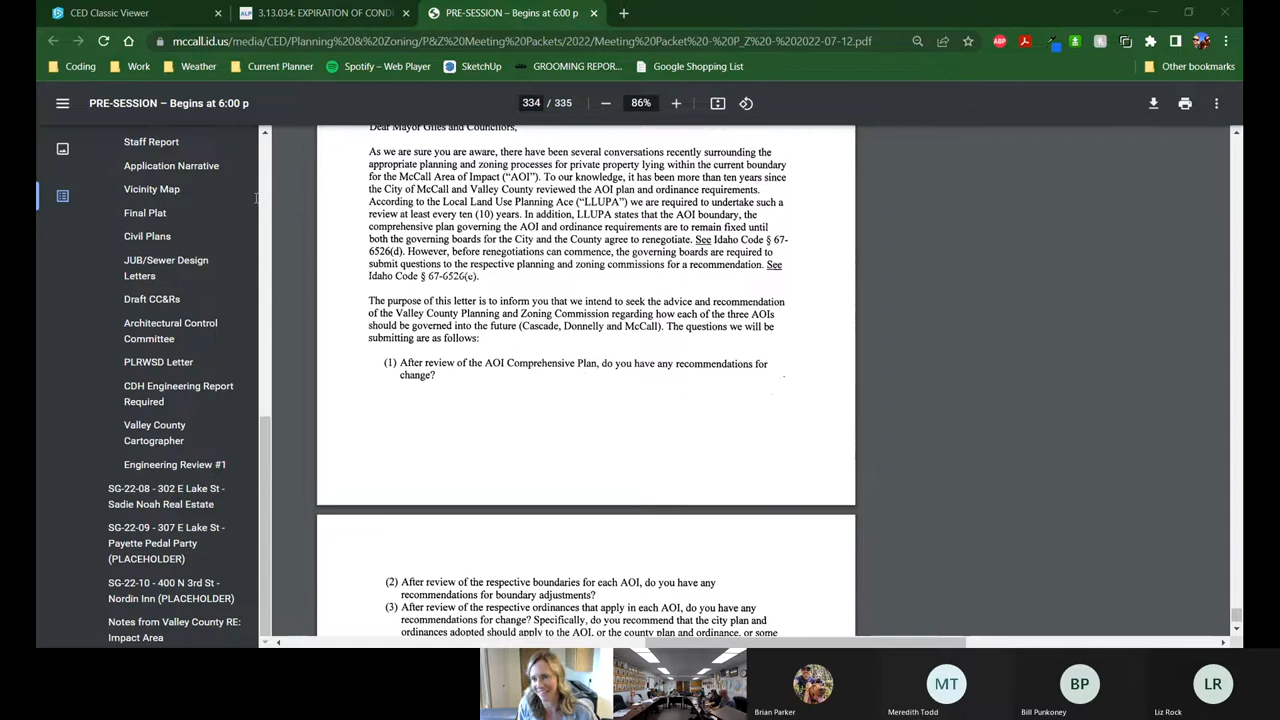 CED Classic Viewer
3.13.034: EXPIRATION OF COND
PRE-SESSION – Begins at 6:00 p
mccall.id.us/media/CED/Planning%20&%20Zoning/P&Z%20Meeting%20Packets/2022/Meeting%20Packet%20-%20P_Z%20-%202022-07-12.pdf
Coding
Work
Weather
Current Planner
Spotify – Web Player
SketchUp
GROOMING REPOR...
Google Shopping List
Other bookmarks
PRE-SESSION – Begins at 6:00 p
334 / 335
86%
Staff Report
Application Narrative
Vicinity Map
Final Plat
Civil Plans
JUB/Sewer Design
Letters
Draft CC&Rs
Architectural Control
Committee
PLRWSD Letter
CDH Engineering Report
Required
Valley County
Cartographer
Engineering Review #1
SG-22-08 - 302 E Lake St -
Sadie Noah Real Estate
SG-22-09 - 307 E Lake St -
Payette Pedal Party
(PLACEHOLDER)
SG-22-10 - 400 N 3rd St -
Nordin Inn (PLACEHOLDER)
Notes from Valley County RE:
Impact Area
Dear Mayor Giles and Councilors,
As we are sure you are aware, there have been several conversations recently surrounding the
appropriate planning and zoning processes for private property lying within the current boundary
for the McCall Area of Impact (“AOI”). To our knowledge, it has been more than ten years since
the City of McCall and Valley County reviewed the AOI plan and ordinance requirements.
According to the Local Land Use Planning Ace (“LLUPA”) we are required to undertake such a
review at least every ten (10) years. In addition, LLUPA states that the AOI boundary, the
comprehensive plan governing the AOI and ordinance requirements are to remain fixed until
both the governing boards for the City and the County agree to renegotiate. See Idaho Code § 67-
6526(d). However, before renegotiations can commence, the governing boards are required to
submit questions to the respective planning and zoning commissions for a recommendation. See
Idaho Code § 67-6526(e).
The purpose of this letter is to inform you that we intend to seek the advice and recommendation
of the Valley County Planning and Zoning Commission regarding how each of the three AOIs
should be governed into the future (Cascade, Donnelly and McCall). The questions we will be
submitting are as follows:
(1) After review of the AOI Comprehensive Plan, do you have any recommendations for
change?
(2) After review of the respective boundaries for each AOI, do you have any
recommendations for boundary adjustments?
(3) After review of the respective ordinances that apply in each AOI, do you have any
recommendations for change? Specifically, do you recommend that the city plan and
ordinances adopted should apply to the AOI, or the county plan and ordinance, or some
MT
BP
LR
Brian Parker
Meredith Todd
Bill Punkoney
Liz Rock